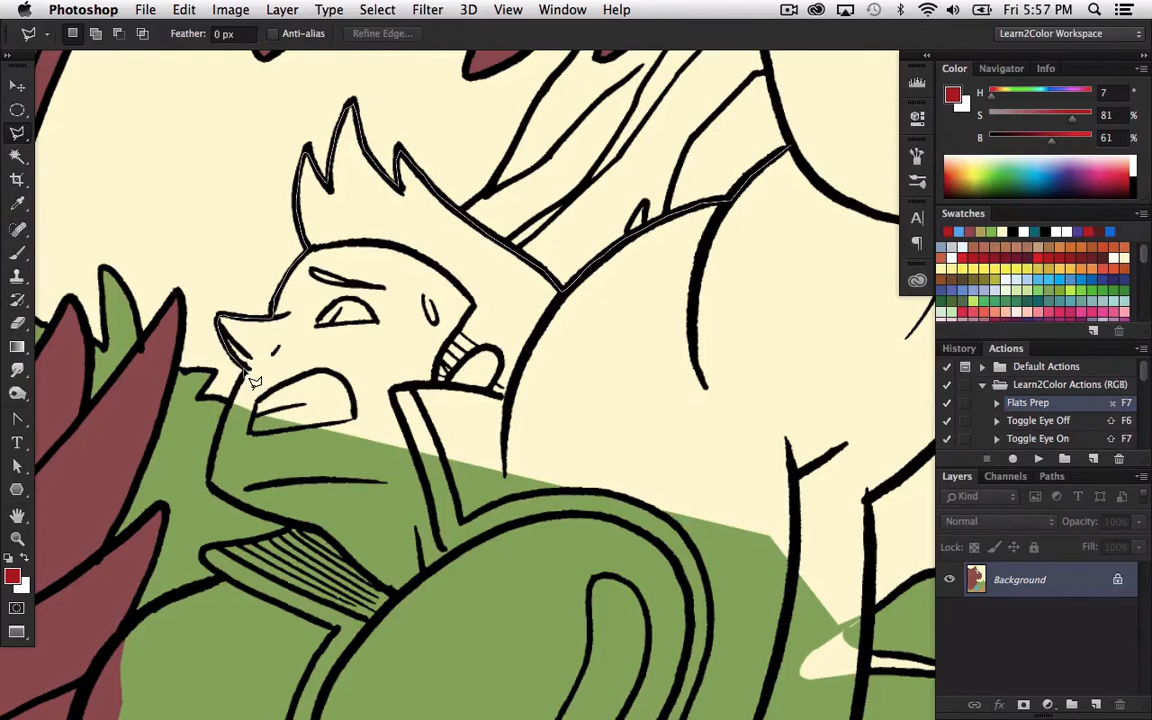 Photoshop File Edit Image Layer Type Select Filter 3D View Window Help Fri 5:57 PM
Feather: 0 px Anti-alias Refine Edge... Learn2Color Workspace
Color Navigator Info
H 7 °
S 81 %
B 61 %
Swatches
A
History Actions
Default Actions
Learn2Color Actions (RGB)
Flats Prep F7
Toggle Eye Off F6
Toggle Eye On F7
Layers Channels Paths
Kind
Normal Opacity: 100%
Lock: Fill: 100%
Background
T